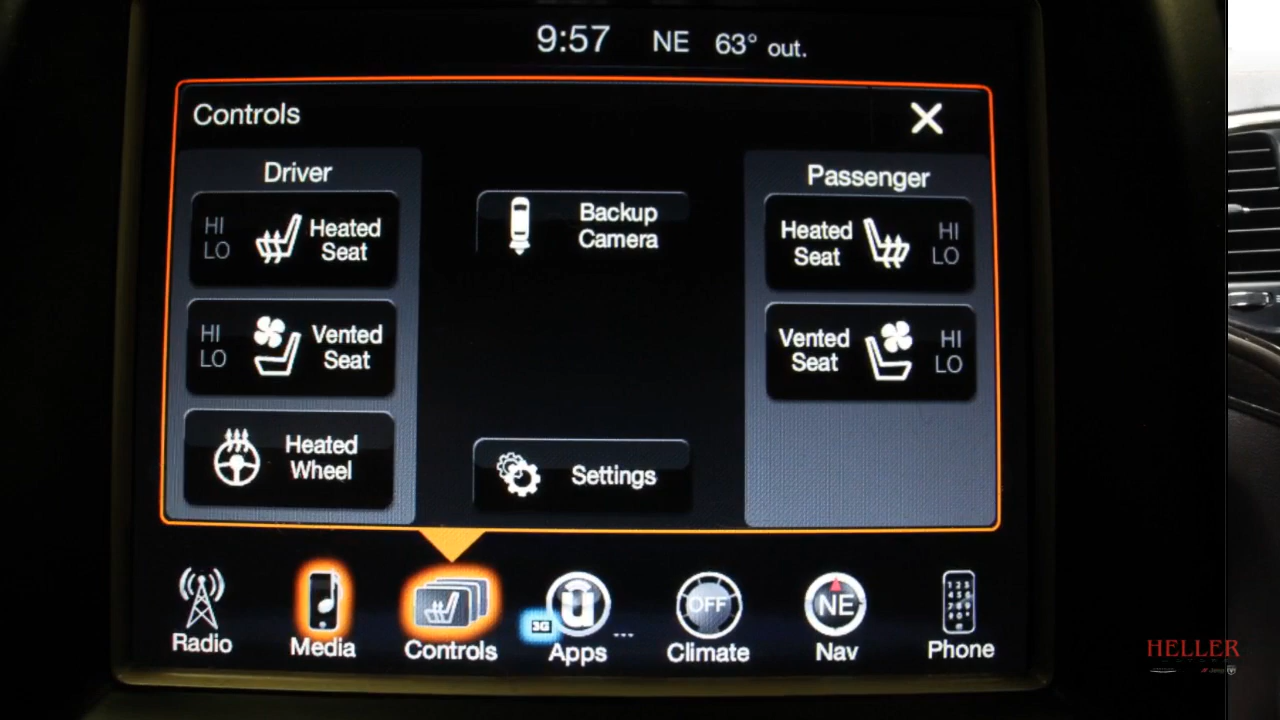 9:57 NE 63° out.
Controls
Driver
Passenger
HI
LO
Heated
Seat
Backup
Camera
Heated
Seat
HI
LO
HI
LO
Vented
Seat
Vented
Seat
HI
LO
Heated
Wheel
Settings
OFF
NE
3G
ū
...
Radio
Media
Controls
Apps
Climate
Nav
Phone
HELLER
Jeep